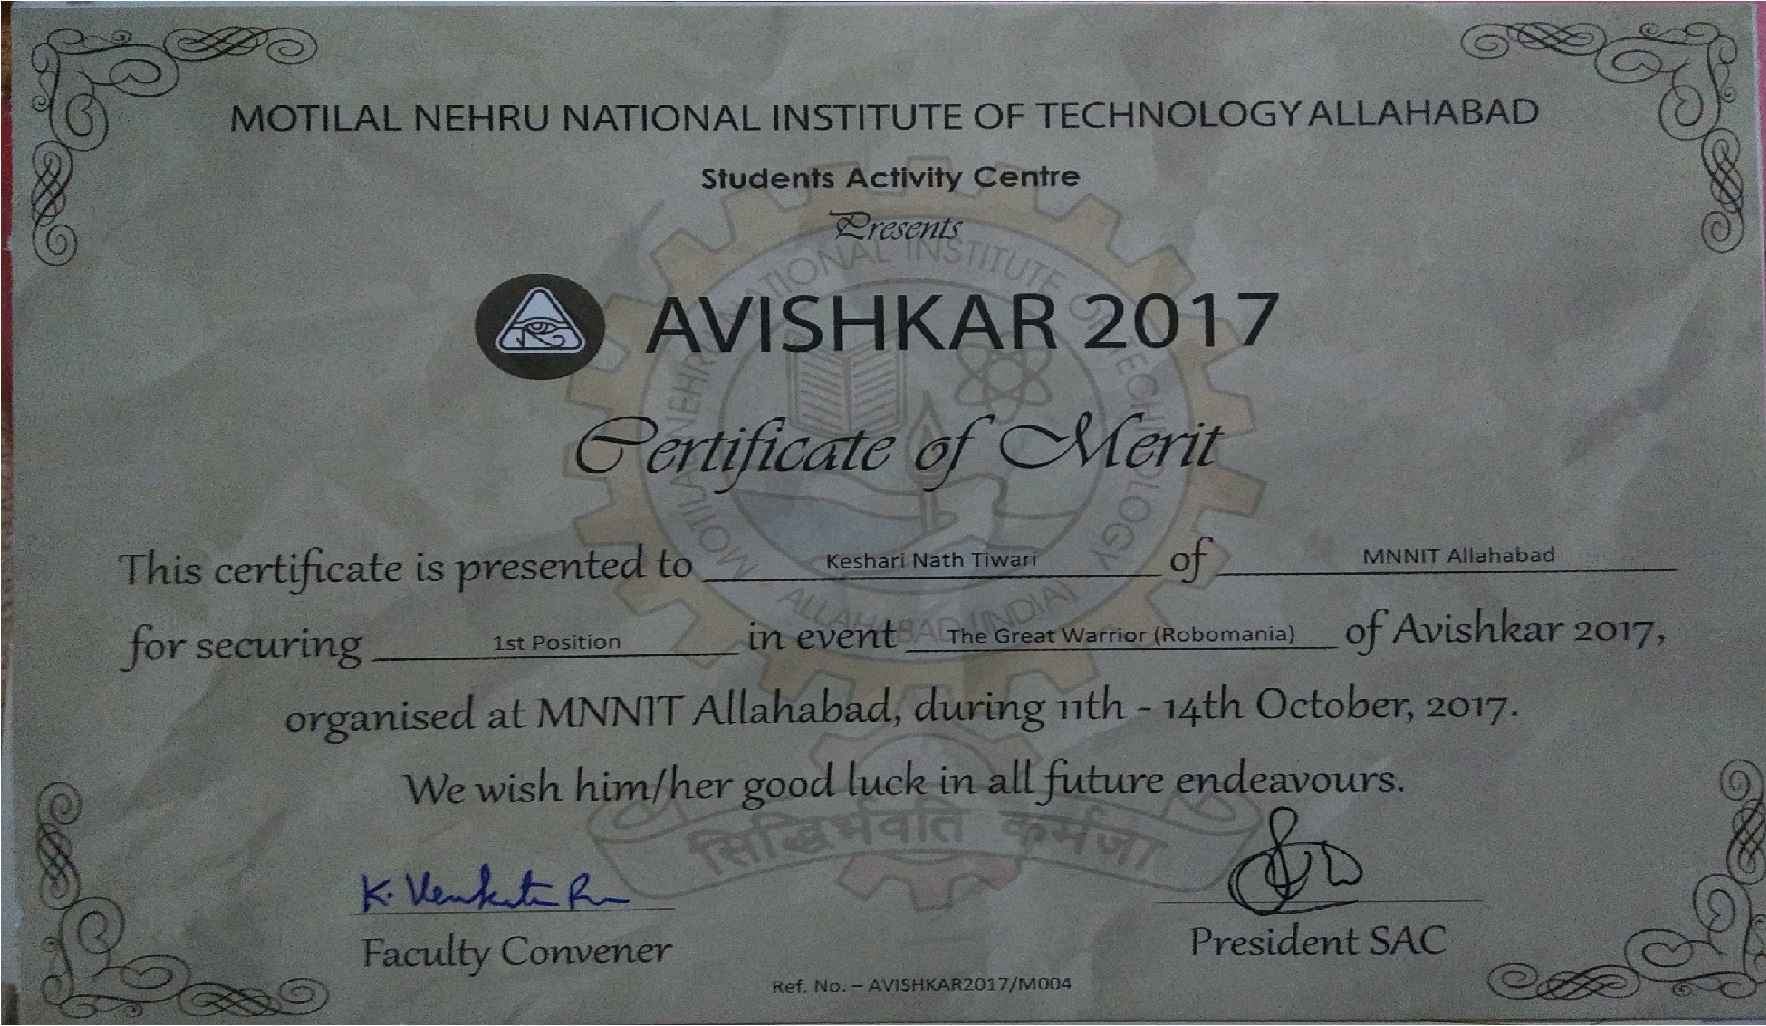 MOTILAL NEHRU NATIONAL INSTITUTE OF TECHNOLOGY ALLAHABAD
Students Activity Centre
Presents
AVISHKAR 2017
Certificate of Merit
This certificate is presented to Keshari Nath Tiwari of MNNIT Allahabad
for securing 1st Position in event The Great Warrior (Robomania) of Avishkar 2017,
organised at MNNIT Allahabad, during 11th - 14th October, 2017.
We wish him/her good luck in all future endeavours.
MOTILAL NEHRU NATIONAL INSTITUTE OF TECHNOLOGY
ALLAHABAD (INDIA)
सिद्धिर्भवति कर्मजा
K. Venkata
Faculty Convener
President SAC
Ref. No. – AVISHKAR2017/M004